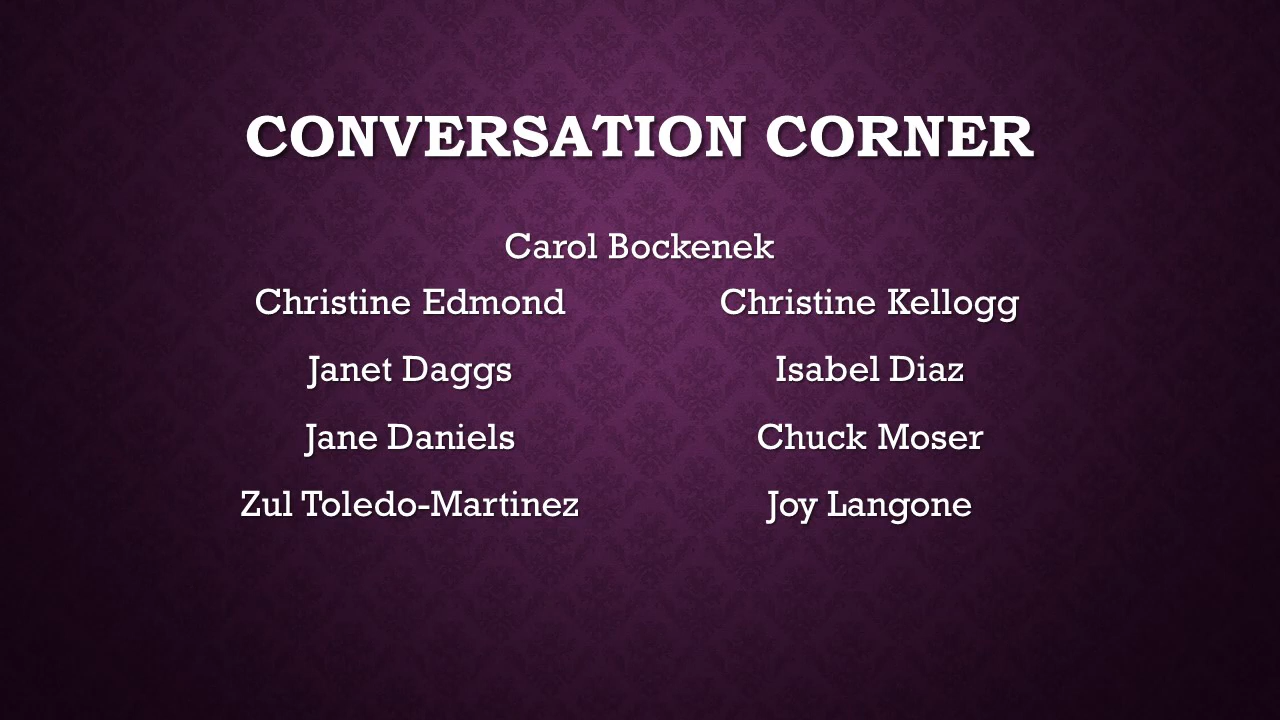 CONVERSATION CORNER
Carol Bockenek
Christine Edmond
Janet Daggs
Jane Daniels
Zul Toledo-Martinez
Christine Kellogg
Isabel Diaz
Chuck Moser
Joy Langone